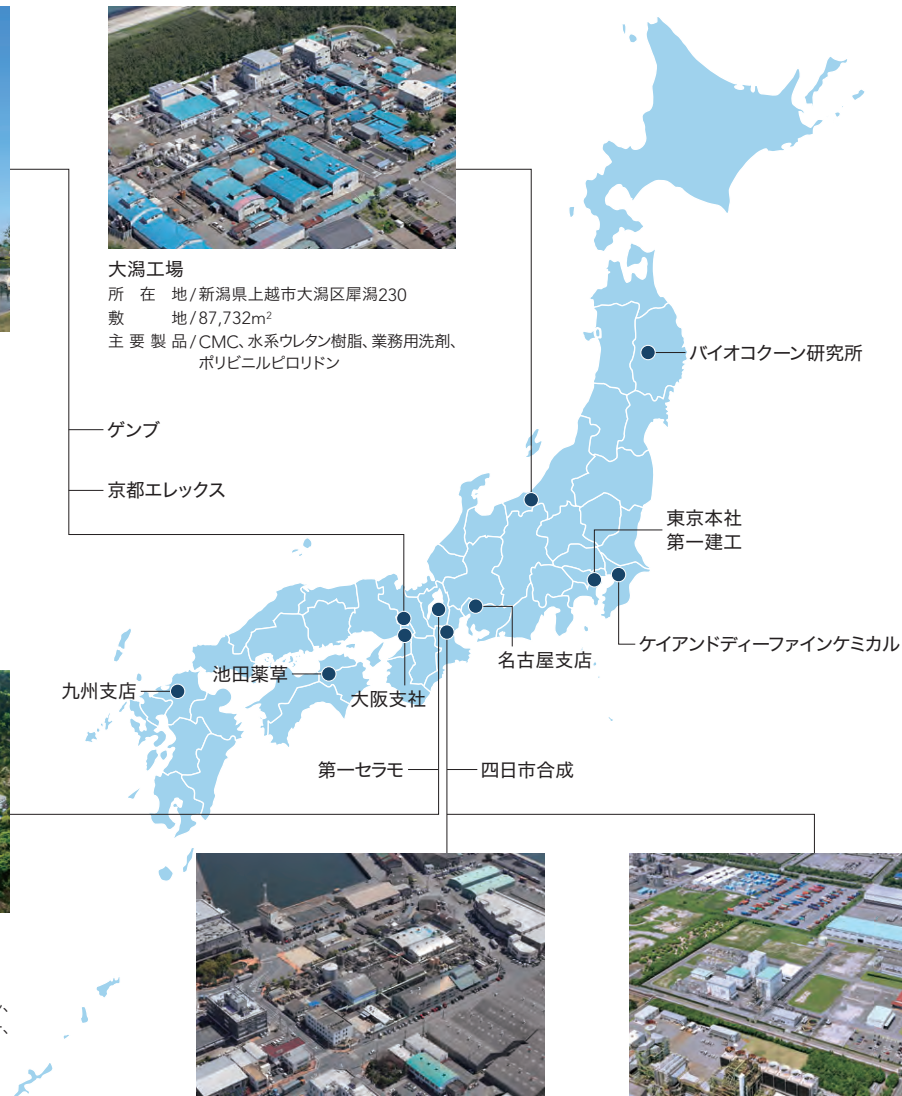 大潟工場
所在地/新潟県上越市大潟区犀潟230
敷地/87,732m²
主要製品/CMC、水系ウレタン樹脂、業務用洗剤、
ポリビニルピロリドン
バイオコクーン研究所
ゲンブ
京都エレックス
東京本社
第一建工
ケイアンドディーファインケミカル
名古屋支店
池田薬草
大阪支社
九州支店
第一セラモ
四日市合成